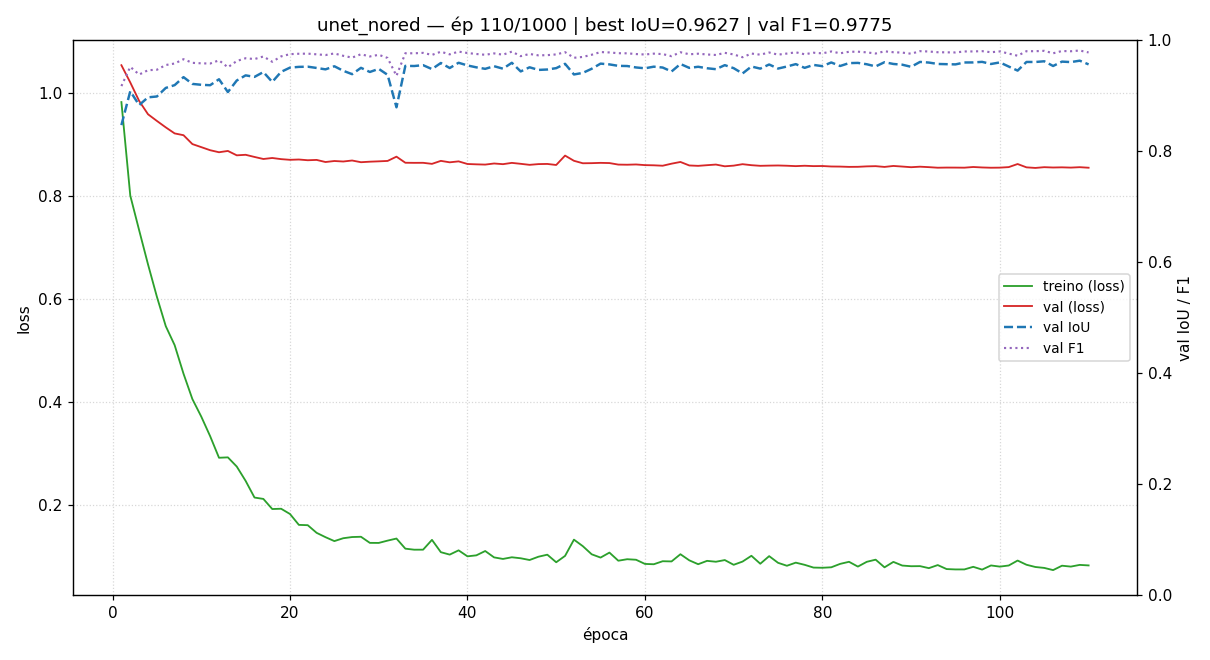 unet_nored — ép 110/1000 | best IoU=0.9627 | val F1=0.9775
1.0
0.8
0.6
0.4
0.2
loss
1.0
0.8
0.6
0.4
0.2
0.0
val IoU / F1
treino (loss)
val (loss)
val IoU
val F1
0 20 40 60 80 100
época